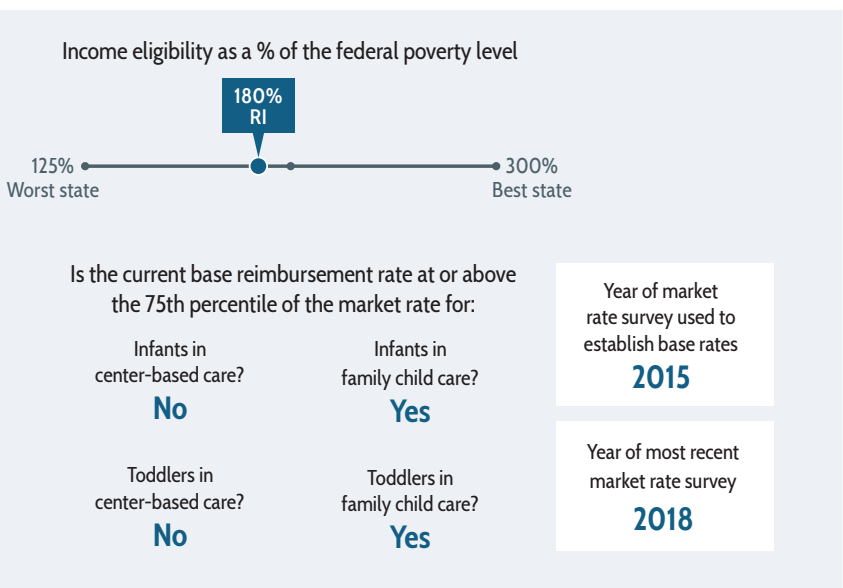 Income eligibility as a % of the federal poverty level
180%
RI
125%
Worst state
300%
Best state
Is the current base reimbursement rate at or above
the 75th percentile of the market rate for:
Infants in
center-based care?
No
Infants in
family child care?
Yes
Toddlers in
center-based care?
No
Toddlers in
family child care?
Yes
Year of market
rate survey used to
establish base rates
2015
Year of most recent
market rate survey
2018